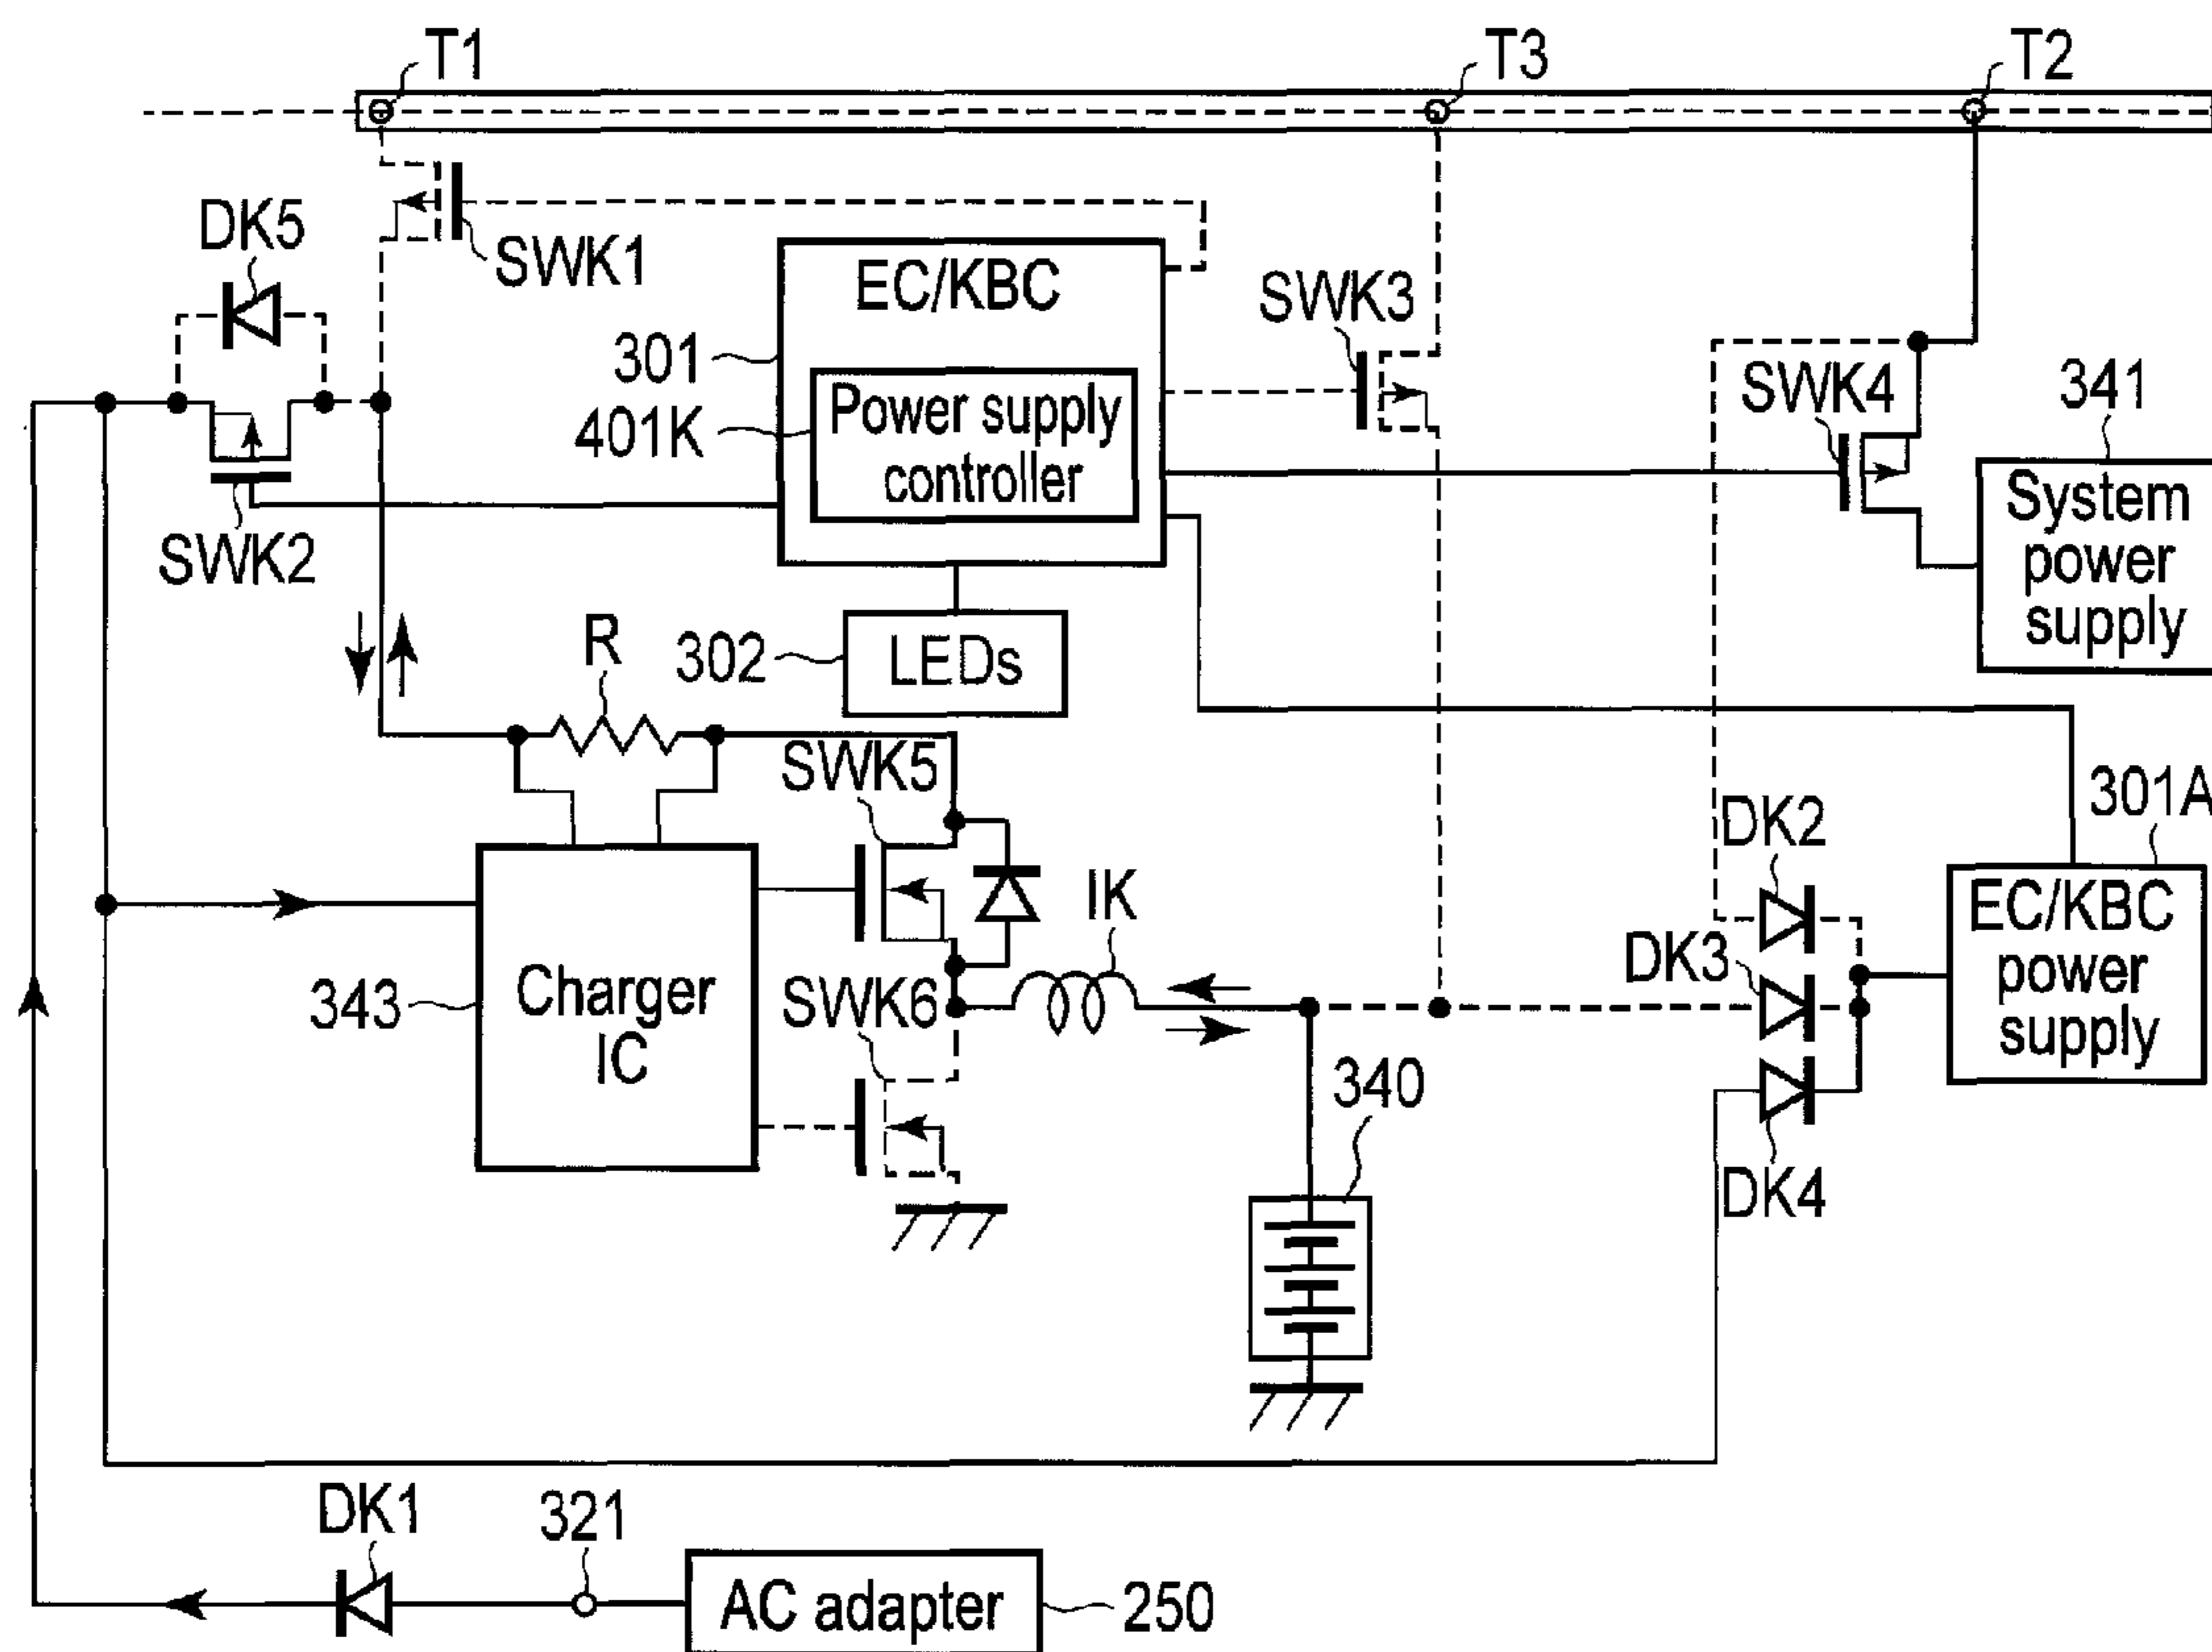 T1
T3
T2
DK5
SWK1
EC/KBC
SWK3
301
341
SWK4
401K
Power supply
controller
System
power
supply
SWK2
R
302
LEDs
SWK5
301A
DK2
IK
EC/KBC
power
supply
DK3
343
Charger
IC
SWK6
340
DK4
DK1
321
AC adapter
250